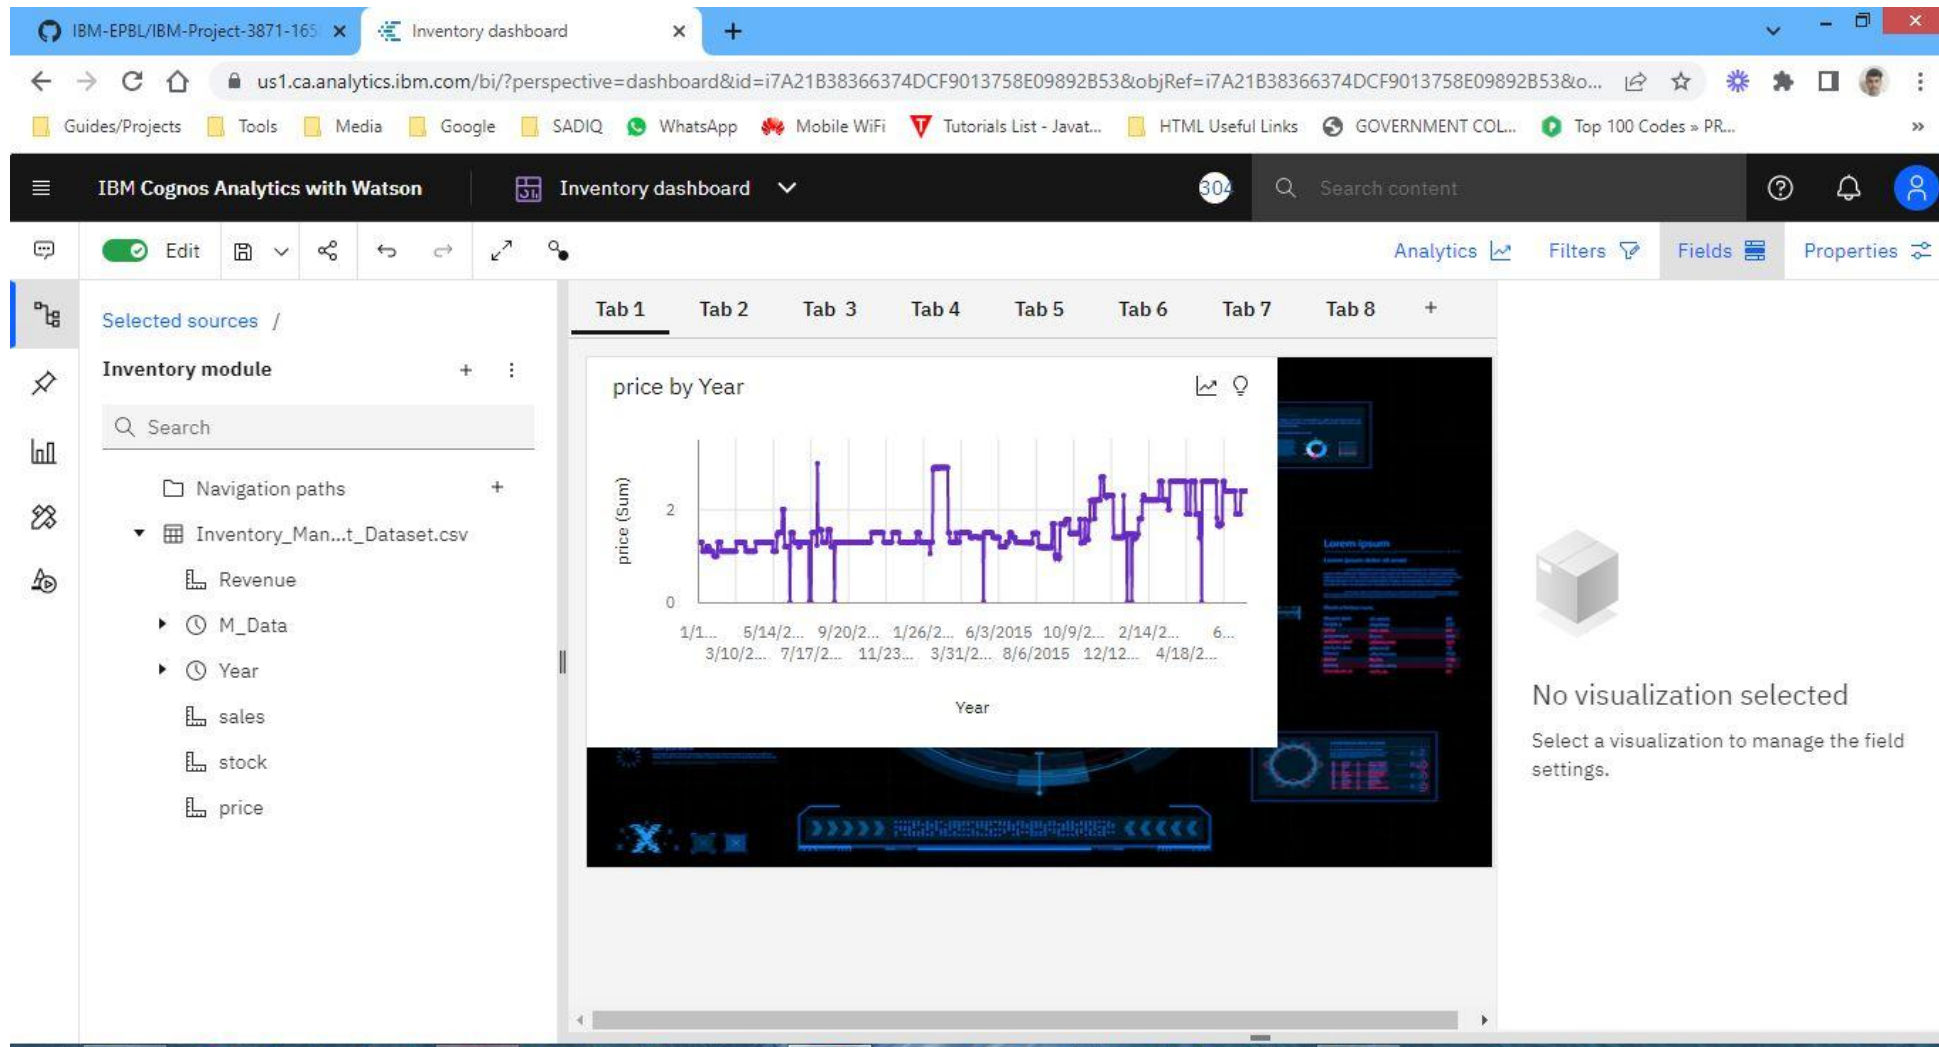 IBM-EPBL/IBM-Project-3871-165
Inventory dashboard
us1.ca.analytics.ibm.com/bi/?perspective=dashboard&id=i7A21B38366374DCF9013758E09892B53&objRef=i7A21B38366374DCF9013758E09892B53&o...
Guides/Projects Tools Media Google SADIQ WhatsApp Mobile WiFi Tutorials List - Javat... HTML Useful Links GOVERNMENT COL... Top 100 Codes » PR... »
IBM Cognos Analytics with Watson Inventory dashboard 304 Search content
Edit Analytics Filters Fields Properties
Selected sources /
Inventory module
Search
Navigation paths
Inventory_Man...t_Dataset.csv
Revenue
M_Data
Year
sales
stock
price
Tab 1 Tab 2 Tab 3 Tab 4 Tab 5 Tab 6 Tab 7 Tab 8 +
price by Year
price (Sum)
2
0
1/1... 5/14/2... 9/20/2... 1/26/2... 6/3/2015 10/9/2... 2/14/2... 6...
3/10/2... 7/17/2... 11/23... 3/31/2... 8/6/2015 12/12... 4/18/2...
Year
Lorem ipsum
No visualization selected
Select a visualization to manage the field
settings.